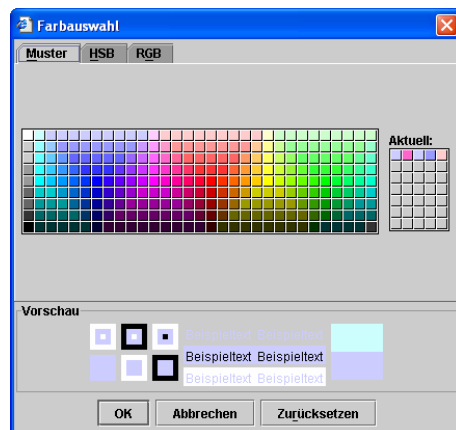 Farbauswahl
Muster HSB RGB
Aktuell:
Vorschau
Beispieltext Beispieltext
Beispieltext Beispieltext
Beispieltext Beispieltext
OK Abbrechen Zurücksetzen